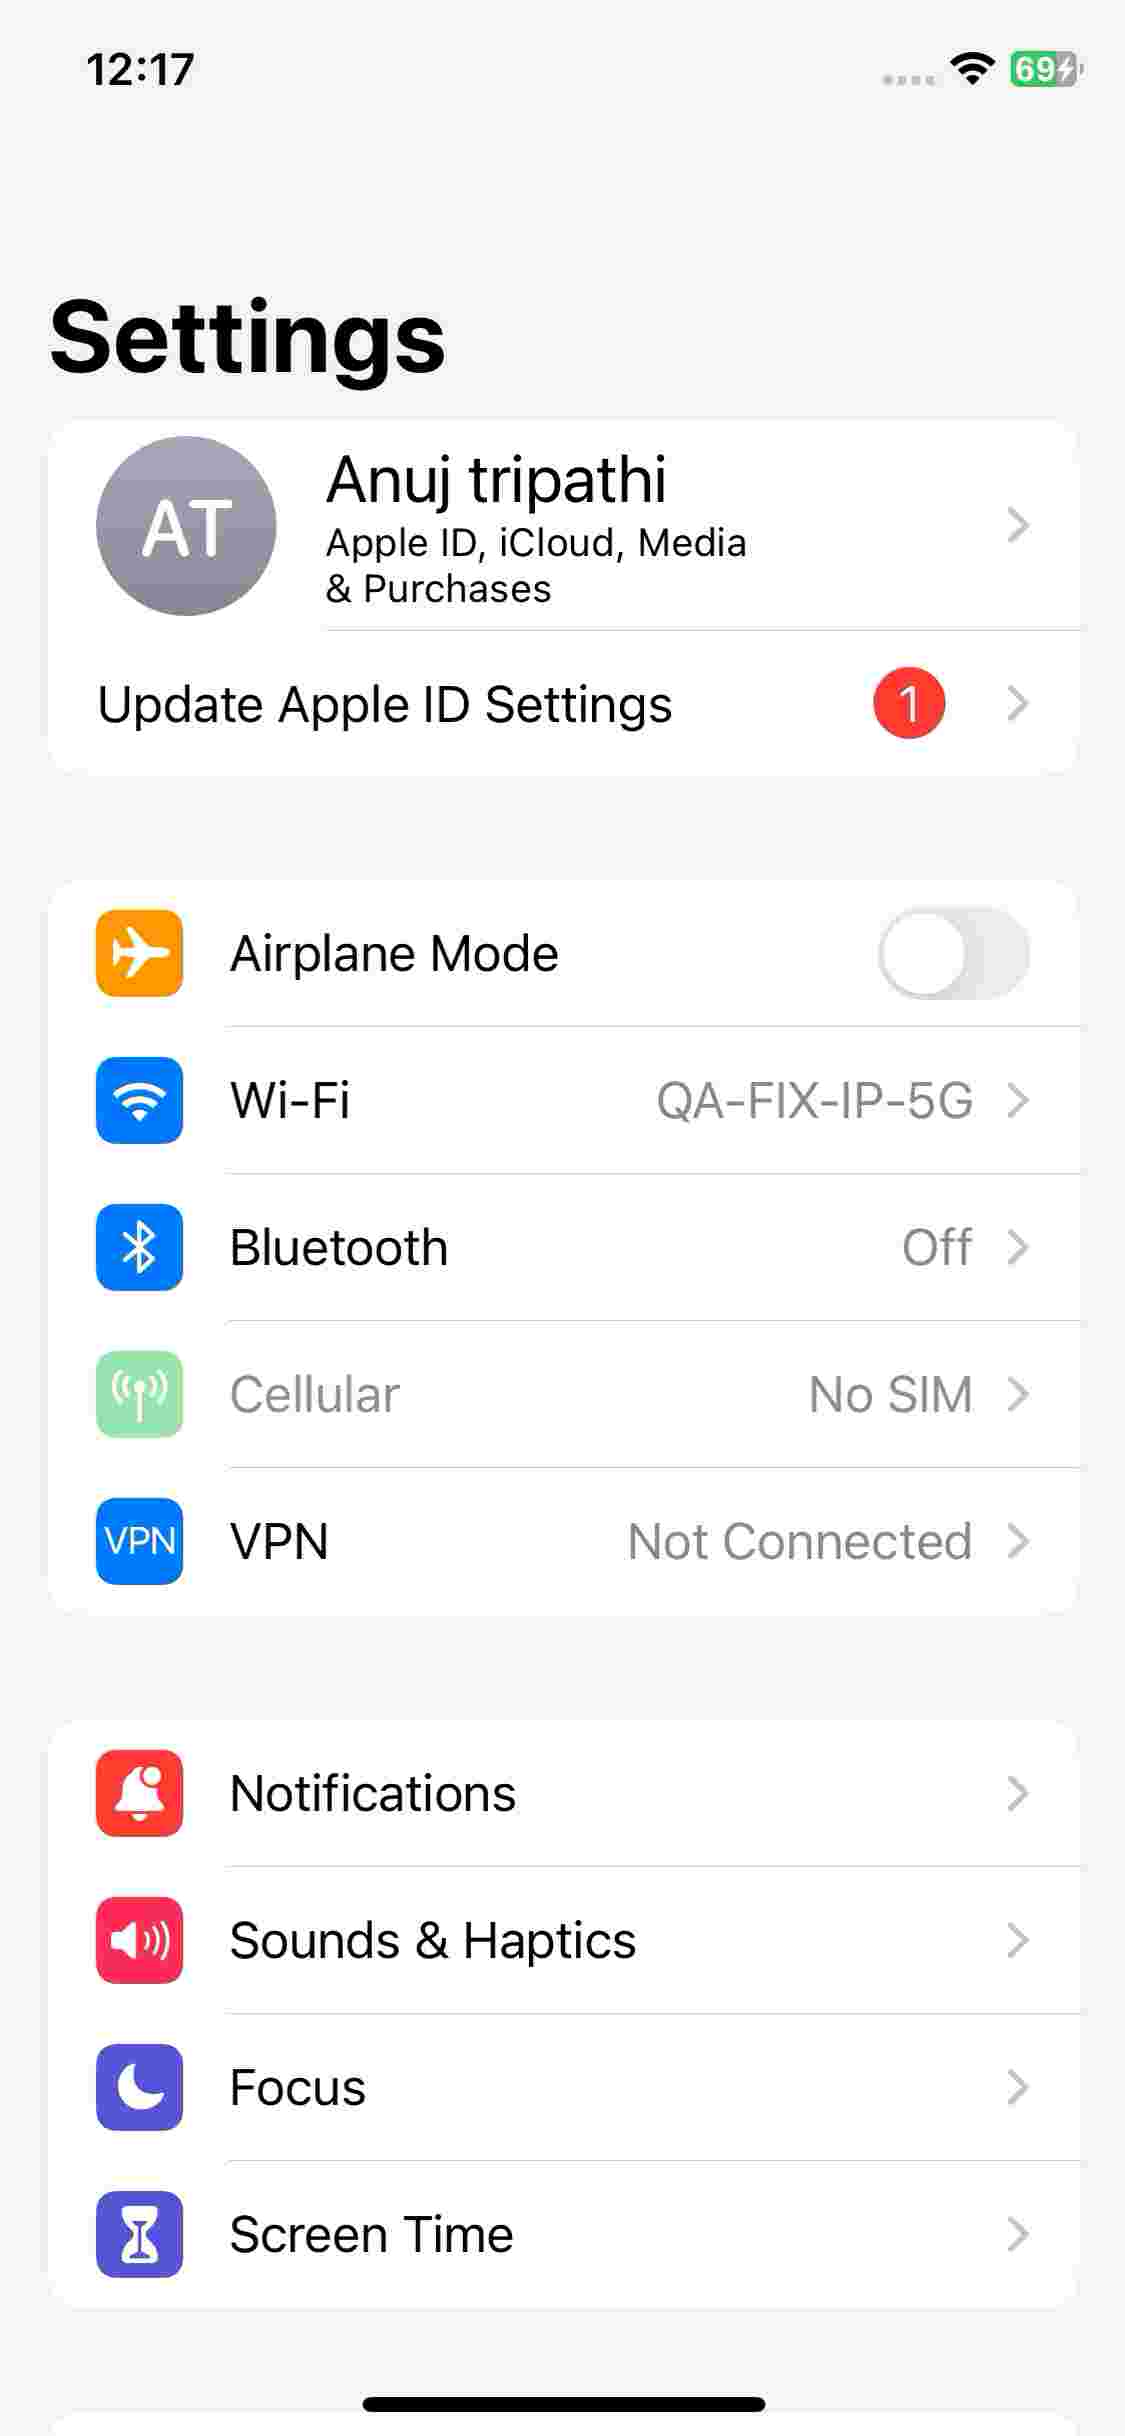 12:17
69
Settings
AT
Anuj tripathi
Apple ID, iCloud, Media
& Purchases
Update Apple ID Settings 1
Airplane Mode
Wi-Fi QA-FIX-IP-5G
Bluetooth Off
Cellular No SIM
VPN VPN Not Connected
Notifications
Sounds & Haptics
Focus
Screen Time